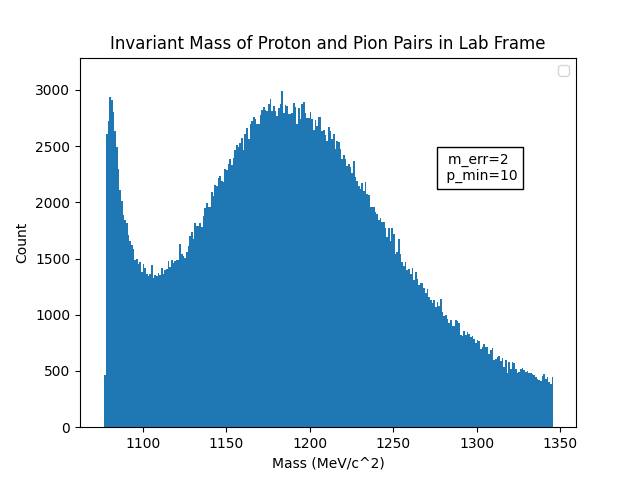 Invariant Mass of Proton and Pion Pairs in Lab Frame
3000
2500
2000
1500
1000
500
0
Count
m_err=2
p_min=10
1100 1150 1200 1250 1300 1350
Mass (MeV/c^2)